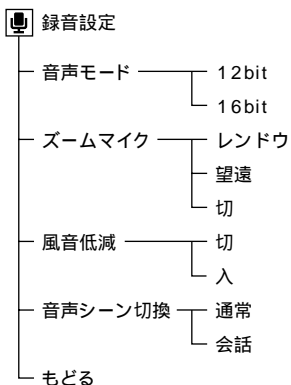 録音設定
音声モード 12bit
16bit
ズームマイク レンドウ
望遠
切
風音低減 切
入
音声シーン切換 通常
会話
もどる